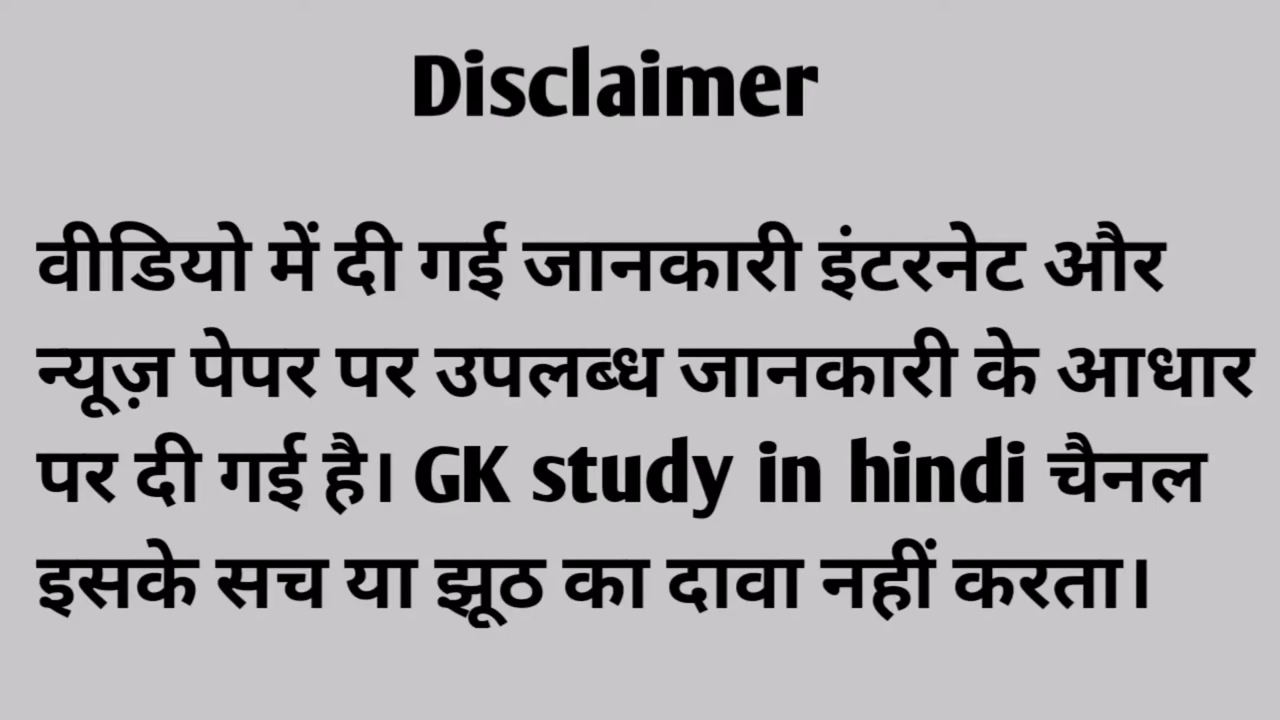 Disclaimer
वीडियो में दी गई जानकारी इंटरनेट और
न्यूज़ पेपर पर उपलब्ध जानकारी के आधार
पर दी गई है। GK study in hindi चैनल
इसके सच या झूठ का दावा नहीं करता।